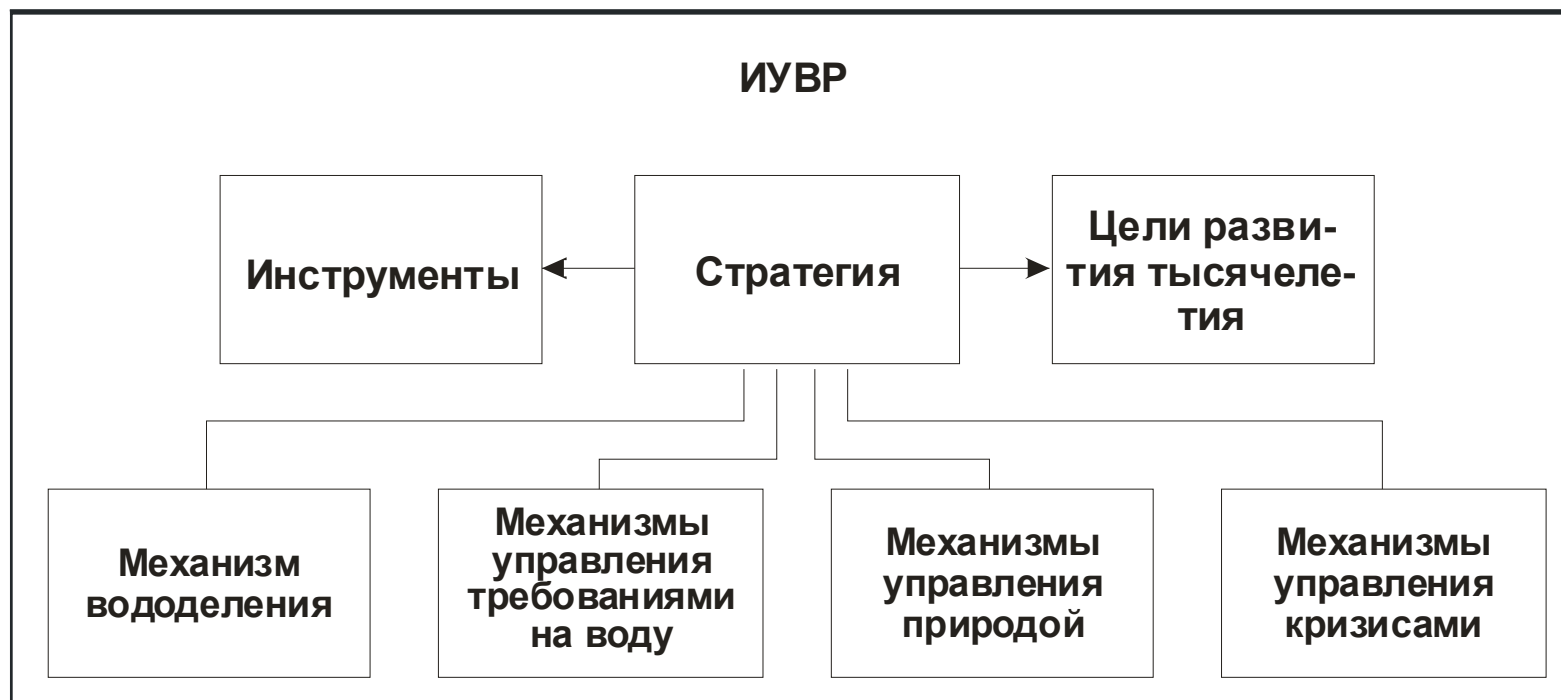 ИУВР
Инструменты
Стратегия
Цели разви-
тия тысячеле-
тия
Механизм
вододеления
Механизмы
управления
требованиями
на воду
Механизмы
управления
природой
Механизмы
управления
кризисами